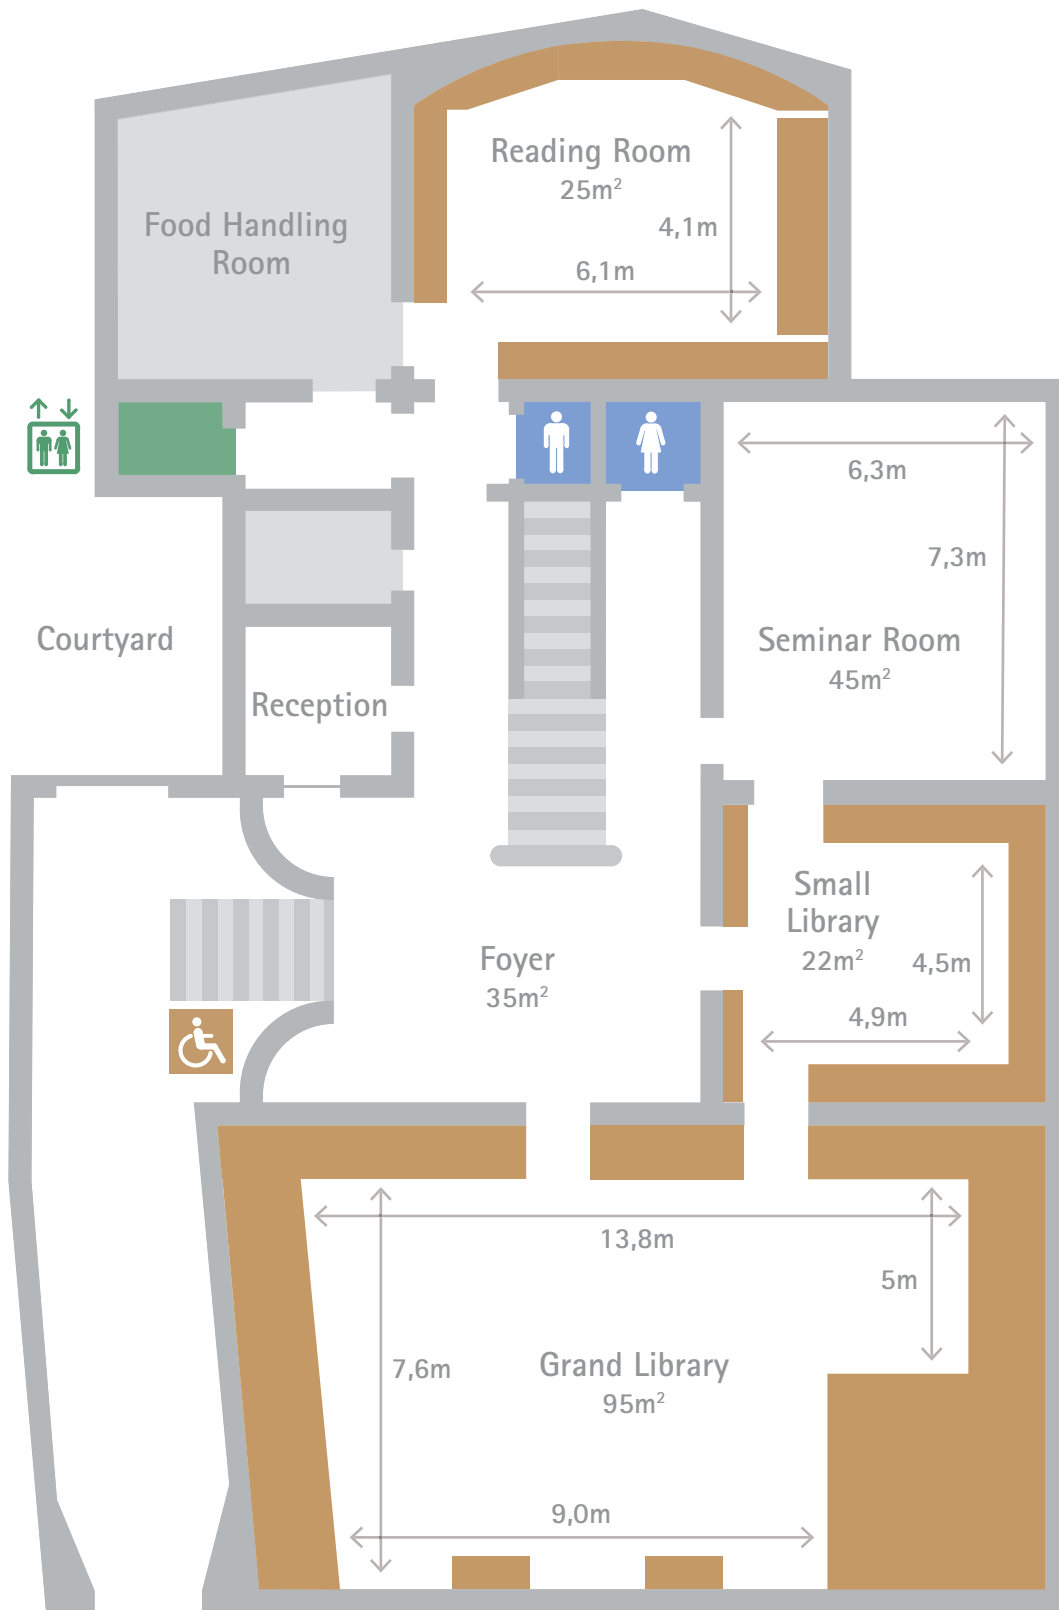 Reading Room
25m²
4,1m
6,1m
Food Handling
Room
6,3m
7,3m
Seminar Room
45m²
Courtyard
Reception
Small
Library
22m²
4,5m
4,9m
Foyer
35m²
13,8m
5m
7,6m
Grand Library
95m²
9,0m